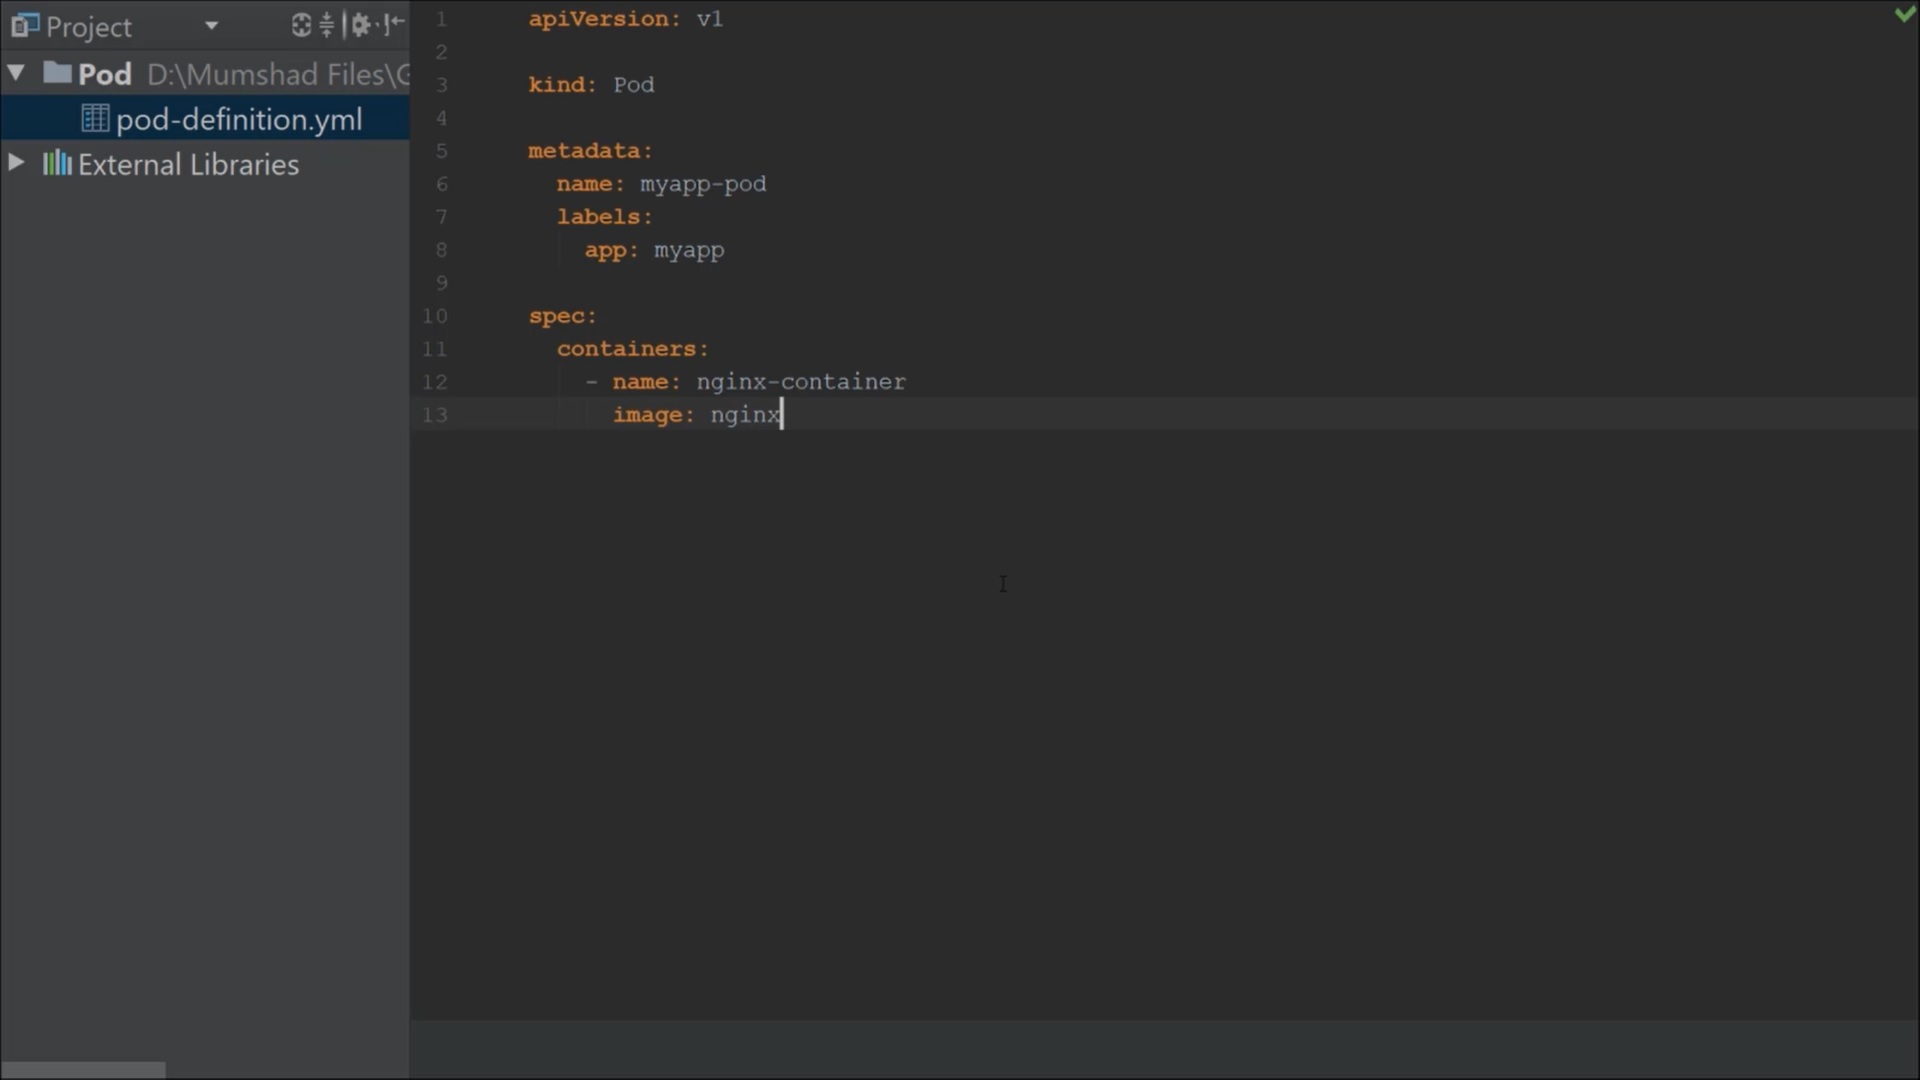 Project
Pod D:\Mumshad Files\
pod-definition.yml
External Libraries
1 apiVersion: v1
2
3 kind: Pod
4
5 metadata:
6   name: myapp-pod
7   labels:
8     app: myapp
9
10 spec:
11   containers:
12     - name: nginx-container
13       image: nginx